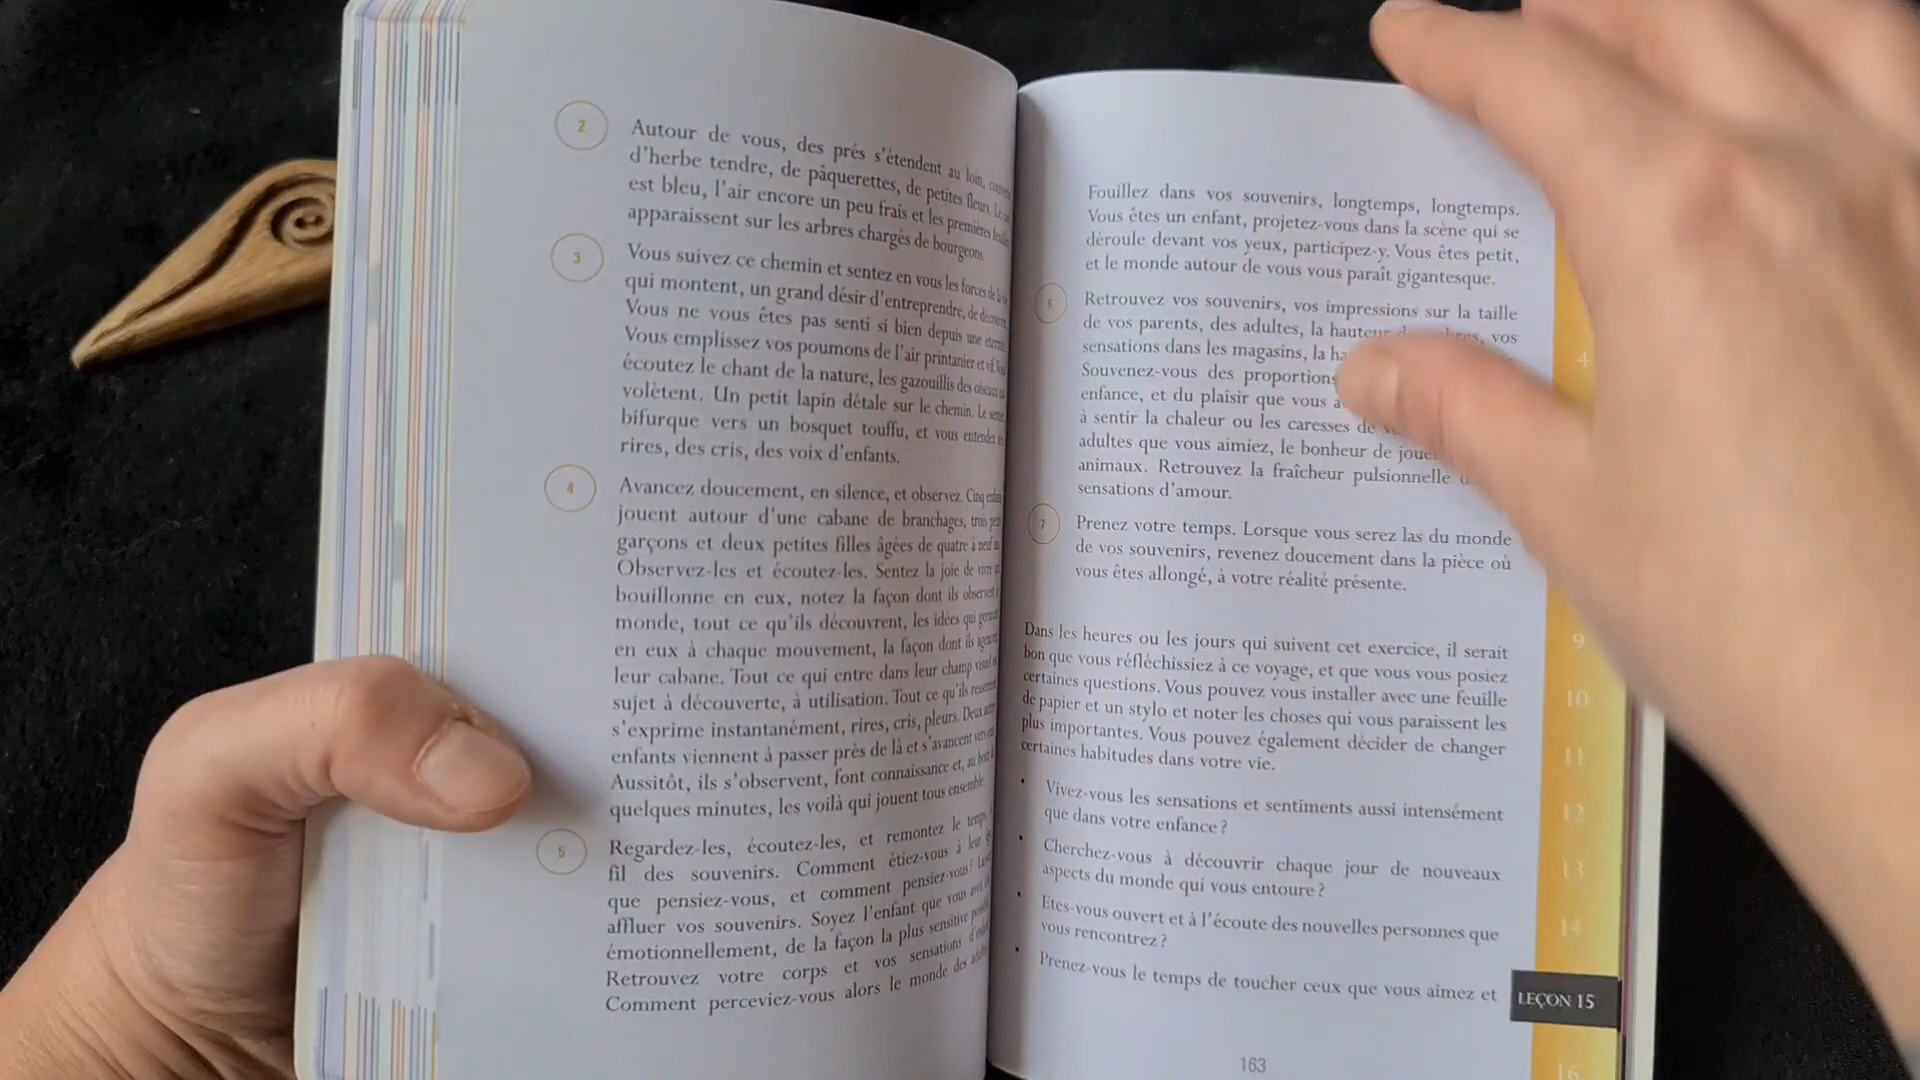 2
Autour de vous, des prés s'étendent au loin,
d'herbe tendre, de pâquerettes, de petites fleurs. Le
est bleu, l'air encore un peu frais et les premières
apparaissent sur les arbres chargés de bourgeons.
3
Vous suivez ce chemin et sentez en vous les forces de la
qui montent, un grand désir d'entreprendre, de
Vous ne vous êtes pas senti si bien depuis une
Vous emplissez vos poumons de l'air printanier et vif.
écoutez le chant de la nature, les gazouillis des oiseaux
volètent. Un petit lapin détale sur le chemin. Le
bifurque vers un bosquet touffu, et vous entendez
rires, des cris, des voix d'enfants.
4
Avancez doucement, en silence, et observez. Cinq
jouent autour d'une cabane de branchages, trois
garçons et deux petites filles âgées de quatre à neuf
Observez-les et écoutez-les. Sentez la joie de vivre
bouillonne en eux, notez la façon dont ils observent
monde, tout ce qu'ils découvrent, les idées qui
en eux à chaque mouvement, la façon dont ils
leur cabane. Tout ce qui entre dans leur champ visuel
sujet à découverte, à utilisation. Tout ce qu'ils
s'exprime instantanément, rires, cris, pleurs. Deux
enfants viennent à passer près de là et s'avancent vers
Aussitôt, ils s'observent, font connaissance et, au bout
quelques minutes, les voilà qui jouent tous ensemble.
5
Regardez-les, écoutez-les, et remontez le temps,
fil des souvenirs. Comment étiez-vous à leur
que pensiez-vous, et comment pensiez-vous?
affluer vos souvenirs. Soyez l'enfant que vous avez
émotionnellement, de la façon la plus sensitive
Retrouvez votre corps et vos sensations
Comment perceviez-vous alors le monde des
Fouillez dans vos souvenirs, longtemps, longtemps.
Vous êtes un enfant, projetez-vous dans la scène qui se
déroule devant vos yeux, participez-y. Vous êtes petit,
et le monde autour de vous vous paraît gigantesque.
6
Retrouvez vos souvenirs, vos impressions sur la taille
de vos parents, des adultes, la hauteur vos
sensations dans les magasins, la
Souvenez-vous des proportions
enfance, et du plaisir que vous
à sentir la chaleur ou les caresses de
adultes que vous aimiez, le bonheur de
animaux. Retrouvez la fraîcheur pulsionnelle
sensations d'amour.
7
Prenez votre temps. Lorsque vous serez las du monde
de vos souvenirs, revenez doucement dans la pièce où
vous êtes allongé, à votre réalité présente.
Dans les heures ou les jours qui suivent cet exercice, il serait
bon que vous réfléchissiez à ce voyage, et que vous vous posiez
certaines questions. Vous pouvez vous installer avec une feuille
de papier et un stylo et noter les choses qui vous paraissent les
plus importantes. Vous pouvez également décider de changer
certaines habitudes dans votre vie.
• Vivez-vous les sensations et sentiments aussi intensément
que dans votre enfance ?
• Cherchez-vous à découvrir chaque jour de nouveaux
aspects du monde qui vous entoure ?
• Etes-vous ouvert et à l'écoute des nouvelles personnes que
vous rencontrez ?
• Prenez-vous le temps de toucher ceux que vous aimez et
163
4
9
10
11
12
13
14
LEÇON 15
16